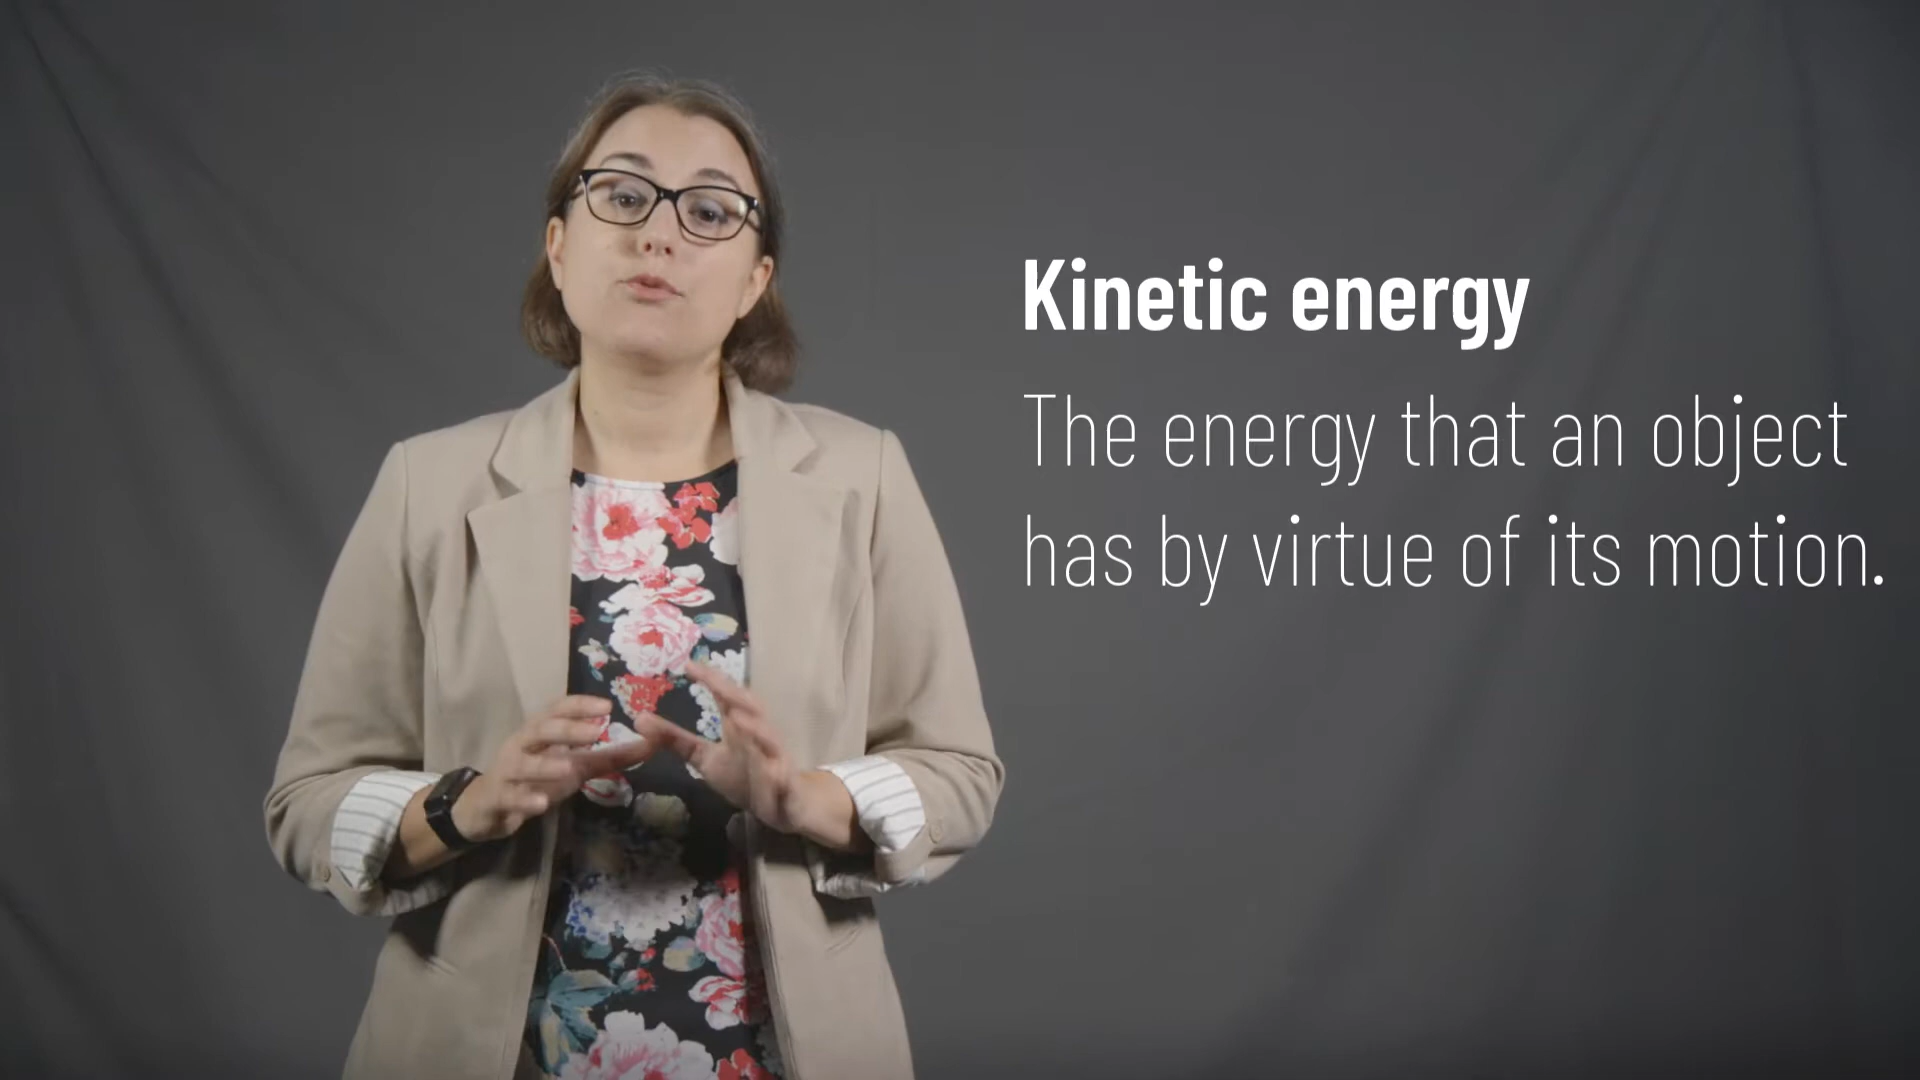 Kinetic energy
The energy that an object
has by virtue of its motion.